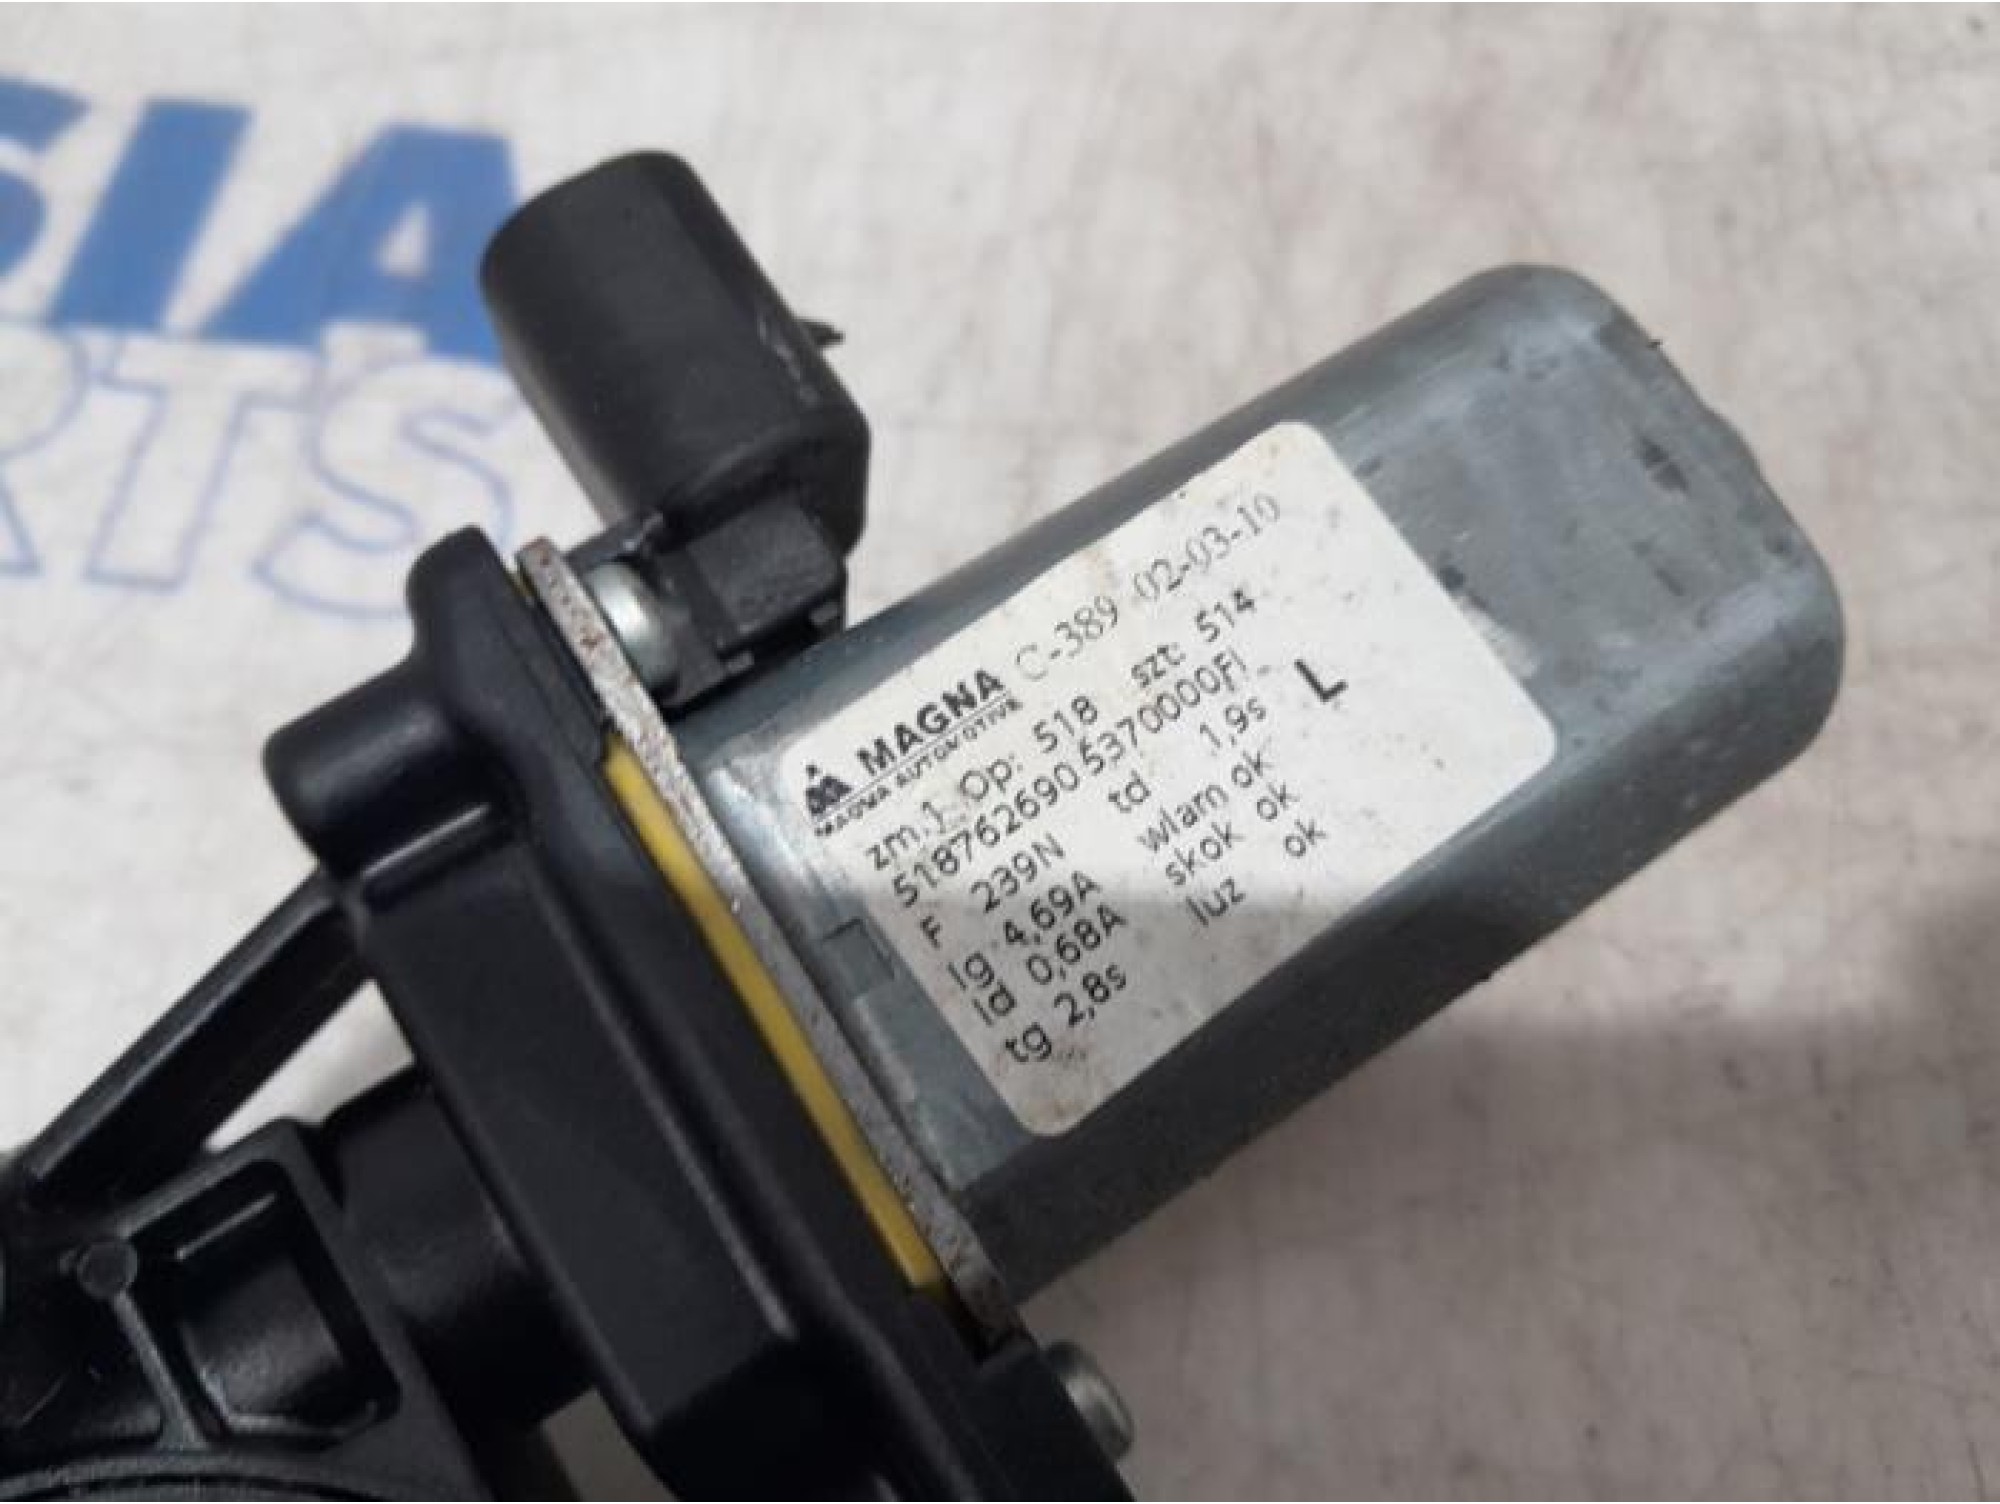 SIA
RTS
MAGNA C-389 02-03-10
MAGNA AUTOMOTIVE
zm.1 Op: 518 szt: 514
518762690 5370000FI
F 239N td 1,9s L
Ig 4,69A wlam ok
Id 0,68A skok ok
tg 2,8s luz ok